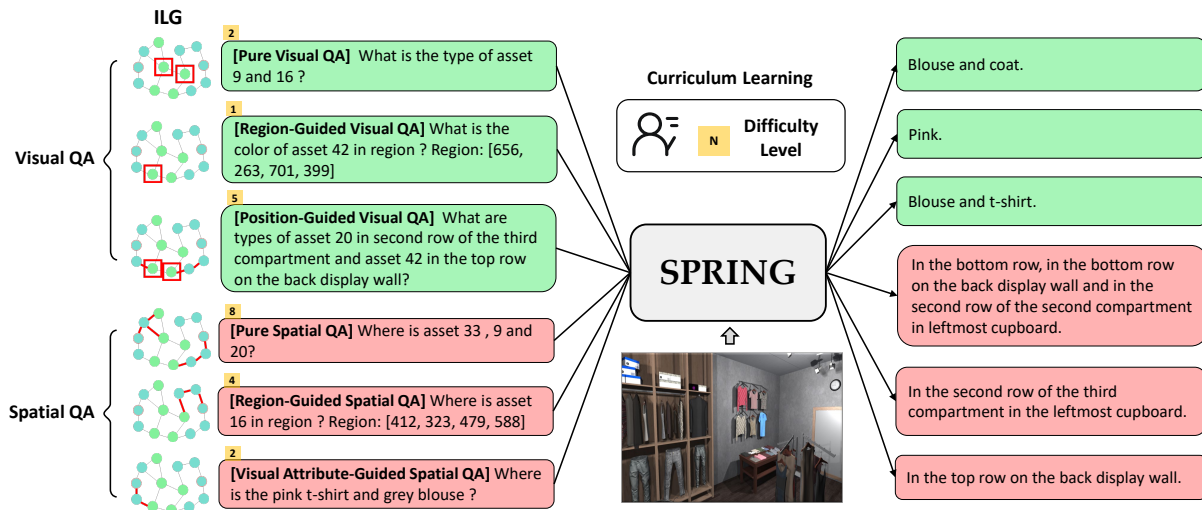 ILG
Visual QA
Spatial QA
2
[Pure Visual QA] What is the type of asset
9 and 16 ?
1
[Region-Guided Visual QA] What is the
color of asset 42 in region ? Region: [656,
263, 701, 399]
5
[Position-Guided Visual QA] What are
types of asset 20 in second row of the third
compartment and asset 42 in the top row
on the back display wall?
8
[Pure Spatial QA] Where is asset 33 , 9 and
20?
4
[Region-Guided Spatial QA] Where is asset
16 in region ? Region: [412, 323, 479, 588]
2
[Visual Attribute-Guided Spatial QA] Where
is the pink t-shirt and grey blouse ?
Curriculum Learning
N
Difficulty
Level
SPRING
Blouse and coat.
Pink.
Blouse and t-shirt.
In the bottom row, in the bottom row
on the back display wall and in the
second row of the second compartment
in leftmost cupboard.
In the second row of the third
compartment in the leftmost cupboard.
In the top row on the back display wall.